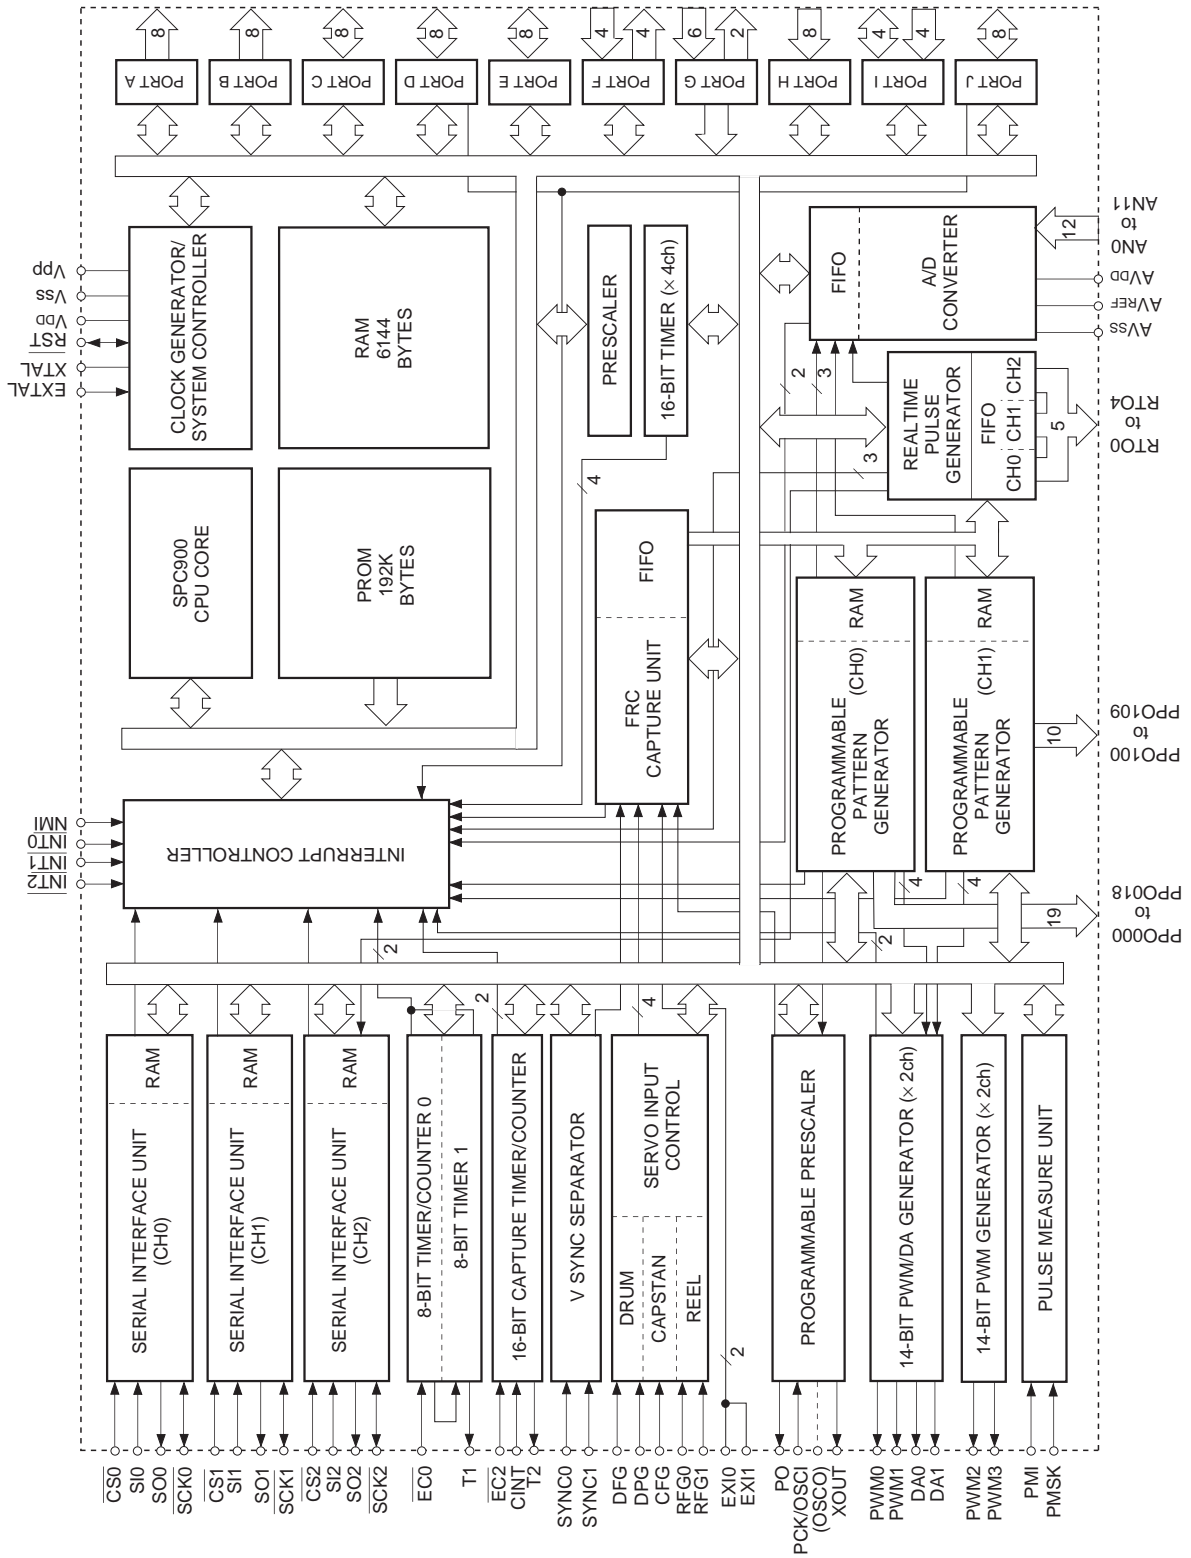 8
8
8
8
8
4
4
6
2
8
4
4
8
PORT A
PORT B
PORT C
PORT D
PORT E
PORT F
PORT G
PORT H
PORT I
PORT J
Vpp
Vss
VDD
RST
XTAL
EXTAL
CLOCK GENERATOR/
SYSTEM CONTROLLER
RAM
6144
BYTES
PRESCALER
16-BIT TIMER (× 4ch)
FIFO
A/D
CONVERTER
12
AN0
to
AN11
AVDD
AVREF
AVSS
2
3
REALTIME
PULSE
GENERATOR
FIFO
CH0
CH1
CH2
5
RTO0
to
RTO4
3
4
SPC900
CPU CORE
PROM
192K
BYTES
FRC
CAPTURE UNIT
FIFO
PROGRAMMABLE
PATTERN
GENERATOR
(CH0)
RAM
PROGRAMMABLE
PATTERN
GENERATOR
(CH1)
RAM
10
PPO100
to
PPO109
NMI
INT0
INT1
INT2
INTERRUPT CONTROLLER
4
4
19
PPO000
to
PPO018
2
2
2
4
SERIAL INTERFACE UNIT
(CH0)
RAM
SERIAL INTERFACE UNIT
(CH1)
RAM
SERIAL INTERFACE UNIT
(CH2)
RAM
8-BIT TIMER/COUNTER 0
8-BIT TIMER 1
16-BIT CAPTURE TIMER/COUNTER
V SYNC SEPARATOR
SERVO INPUT
CONTROL
DRUM
CAPSTAN
REEL
2
PROGRAMMABLE PRESCALER
14-BIT PWM/DA GENERATOR (× 2ch)
14-BIT PWM GENERATOR (× 2ch)
PULSE MEASURE UNIT
CS0
SI0
SO0
SCK0
CS1
SI1
SO1
SCK1
CS2
SI2
SO2
SCK2
EC0
T1
EC2
CINT
T2
SYNC0
SYNC1
DFG
DPG
CFG
RFG0
RFG1
EXI0
EXI1
PO
PCK/OSCI
(OSCO)
XOUT
PWM0
PWM1
DA0
DA1
PWM2
PWM3
PMI
PMSK